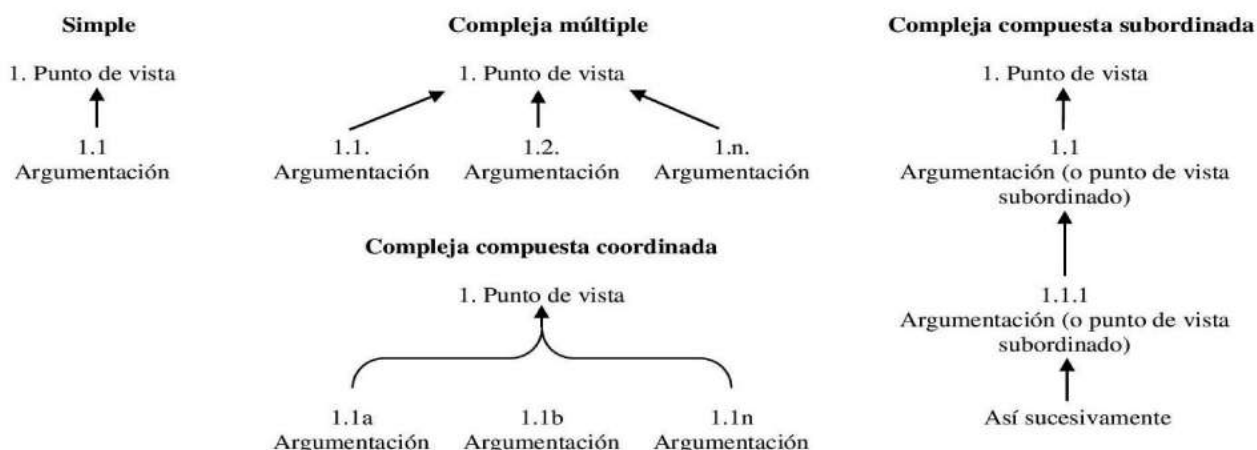 Simple
1. Punto de vista
1.1
Argumentación
Compleja múltiple
1. Punto de vista
1.1.
Argumentación
1.2.
Argumentación
1.n.
Argumentación
Compleja compuesta coordinada
1. Punto de vista
1.1a
Argumentación
1.1b
Argumentación
1.1n
Argumentación
Compleja compuesta subordinada
1. Punto de vista
1.1
Argumentación (o punto de vista
subordinado)
1.1.1
Argumentación (o punto de vista
subordinado)
Así sucesivamente